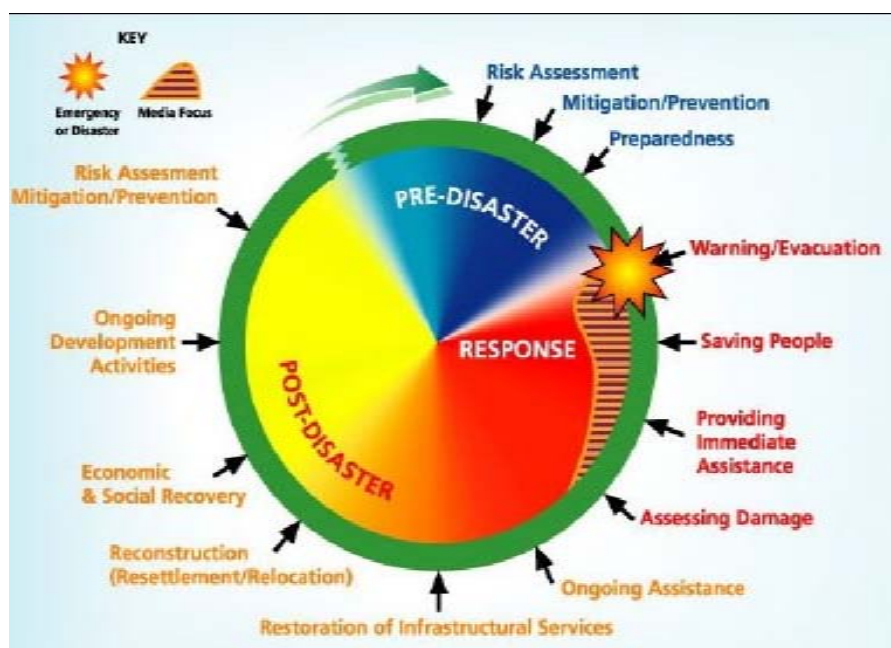 KEY
Emergency
or Disaster
Media Focus
Risk Assessment
Mitigation/Prevention
Preparedness
Warning/Evacuation
Saving People
Providing
Immediate
Assistance
Assessing Damage
Ongoing Assistance
Restoration of Infrastructural Services
Reconstruction
(Resettlement/Relocation)
Economic
& Social Recovery
Ongoing
Development
Activities
Risk Assesment
Mitigation/Prevention
PRE-DISASTER
RESPONSE
POST-DISASTER